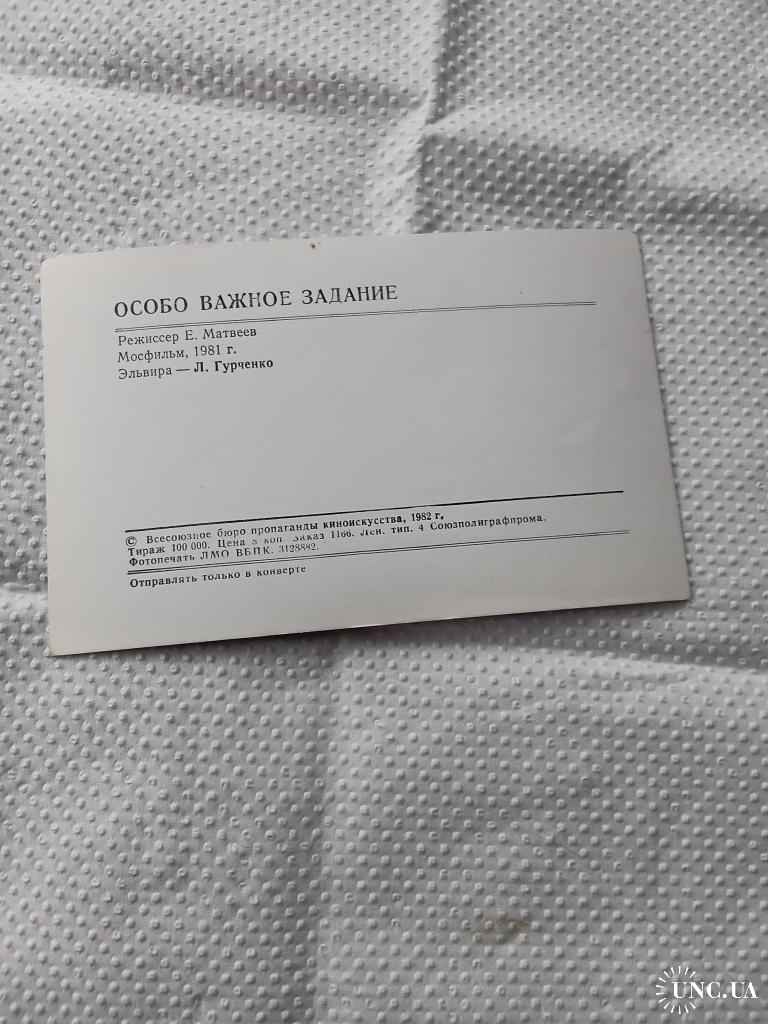 ОСОБО ВАЖНОЕ ЗАДАНИЕ
Режиссер Е. Матвеев
Мосфильм, 1981 г.
Эльвира — Л. Гурченко
© Всесоюзное бюро пропаганды киноискусства, 1982 г.
Тираж 100 000. Цена 8 коп. Заказ 1166. Лен. тип. 4 Союзполиграфпрома.
Фотопечать ЛМО ВБПК. 3128882.
Отправлять только в конверте
UNC.UA